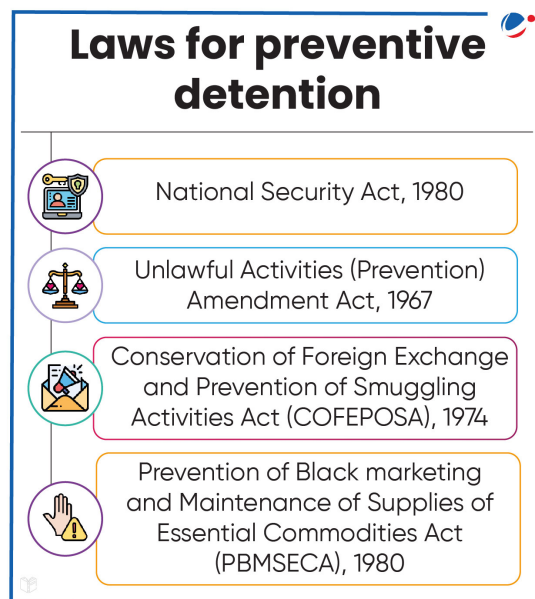 Laws for preventive
detention
National Security Act, 1980
Unlawful Activities (Prevention)
Amendment Act, 1967
Conservation of Foreign Exchange
and Prevention of Smuggling
Activities Act (COFEPOSA), 1974
Prevention of Black marketing
and Maintenance of Supplies of
Essential Commodities Act
(PBMSECA), 1980